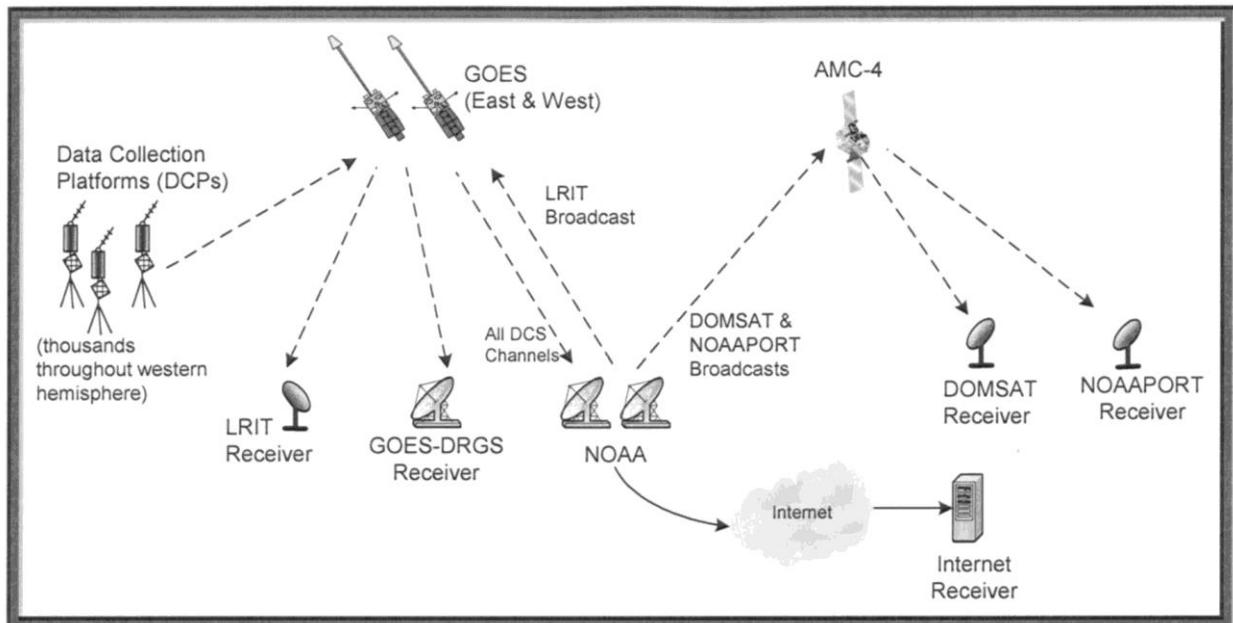 GOES
(East & West)
AMC-4
Data Collection
Platforms (DCPs)
LRIT
Broadcast
(thousands
throughout western
hemisphere)
All DCS
Channels
DOMSAT &
NOAAPORT
Broadcasts
LRIT
Receiver
GOES-DRGS
Receiver
NOAA
DOMSAT
Receiver
NOAAPORT
Receiver
Internet
Internet
Receiver